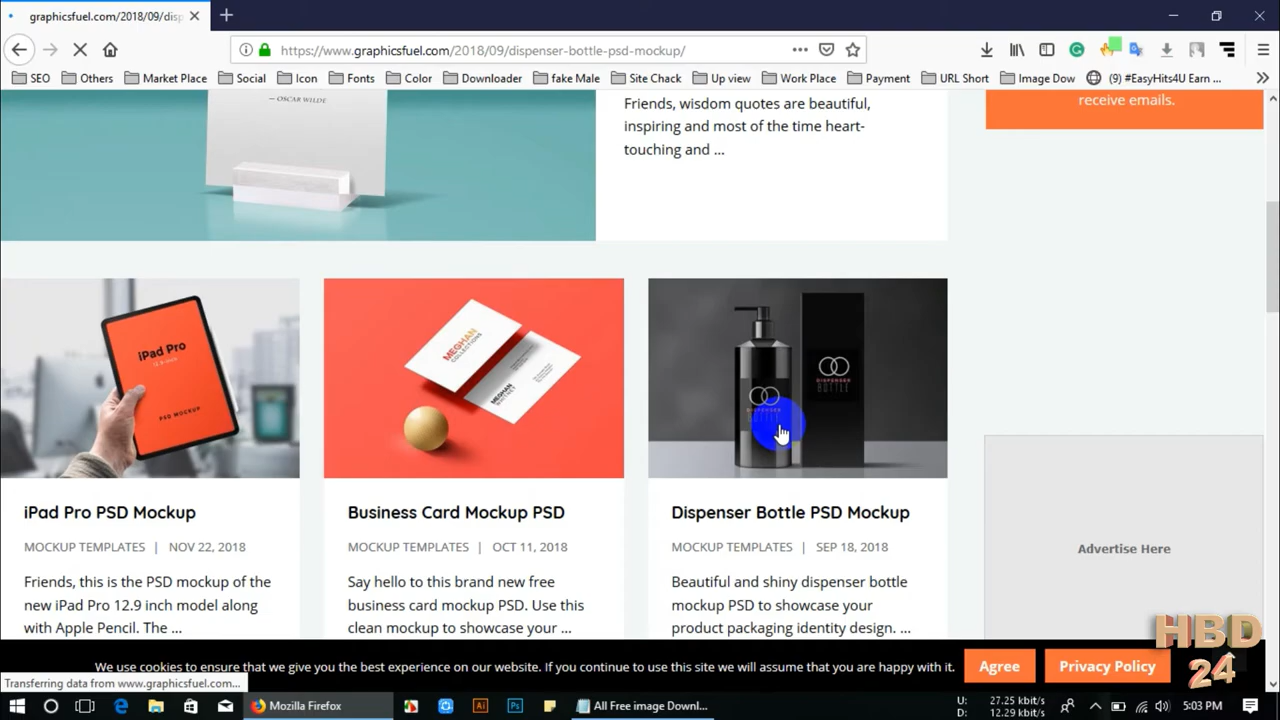 graphicsfuel.com/2018/09/disp
https://www.graphicsfuel.com/2018/09/dispenser-bottle-psd-mockup/
SEO Others Market Place Social Icon Fonts Color Downloader fake Male Site Chack Up view Work Place Payment URL Short Image Dow (9) #EasyHits4U Earn ...
— OSCAR WILDE
Friends, wisdom quotes are beautiful,
inspiring and most of the time heart-
touching and ...
receive emails.
iPad Pro
12.9-inch
PSD MOCKUP
MEGHAN
COLLECTIONS
DISPENSER
BOTTLE
DISPENSER
BOTTLE
iPad Pro PSD Mockup
MOCKUP TEMPLATES | NOV 22, 2018
Friends, this is the PSD mockup of the
new iPad Pro 12.9 inch model along
with Apple Pencil. The ...
Business Card Mockup PSD
MOCKUP TEMPLATES | OCT 11, 2018
Say hello to this brand new free
business card mockup PSD. Use this
clean mockup to showcase your ...
Dispenser Bottle PSD Mockup
MOCKUP TEMPLATES | SEP 18, 2018
Beautiful and shiny dispenser bottle
mockup PSD to showcase your
product packaging identity design. ...
Advertise Here
HBD
24
We use cookies to ensure that we give you the best experience on our website. If you continue to use this site we will assume that you are happy with it. Agree Privacy Policy
Transferring data from www.graphicsfuel.com...
Mozilla Firefox
Ai
Ps
All Free image Downl...
U: 27.25 kbit/s
D: 12.29 kbit/s
5:03 PM